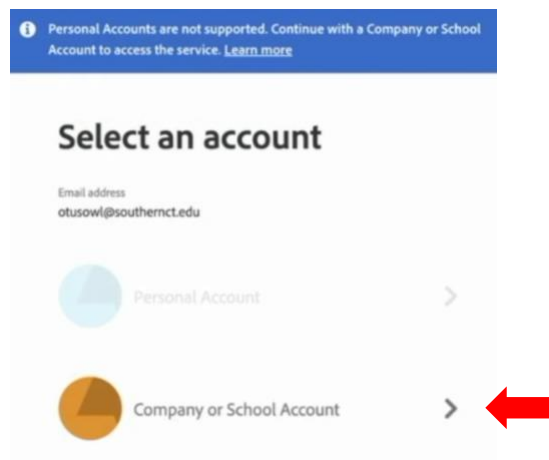 Personal Accounts are not supported. Continue with a Company or School
Account to access the service. Learn more
Select an account
Email address
otusowl@southernct.edu
Personal Account
Company or School Account